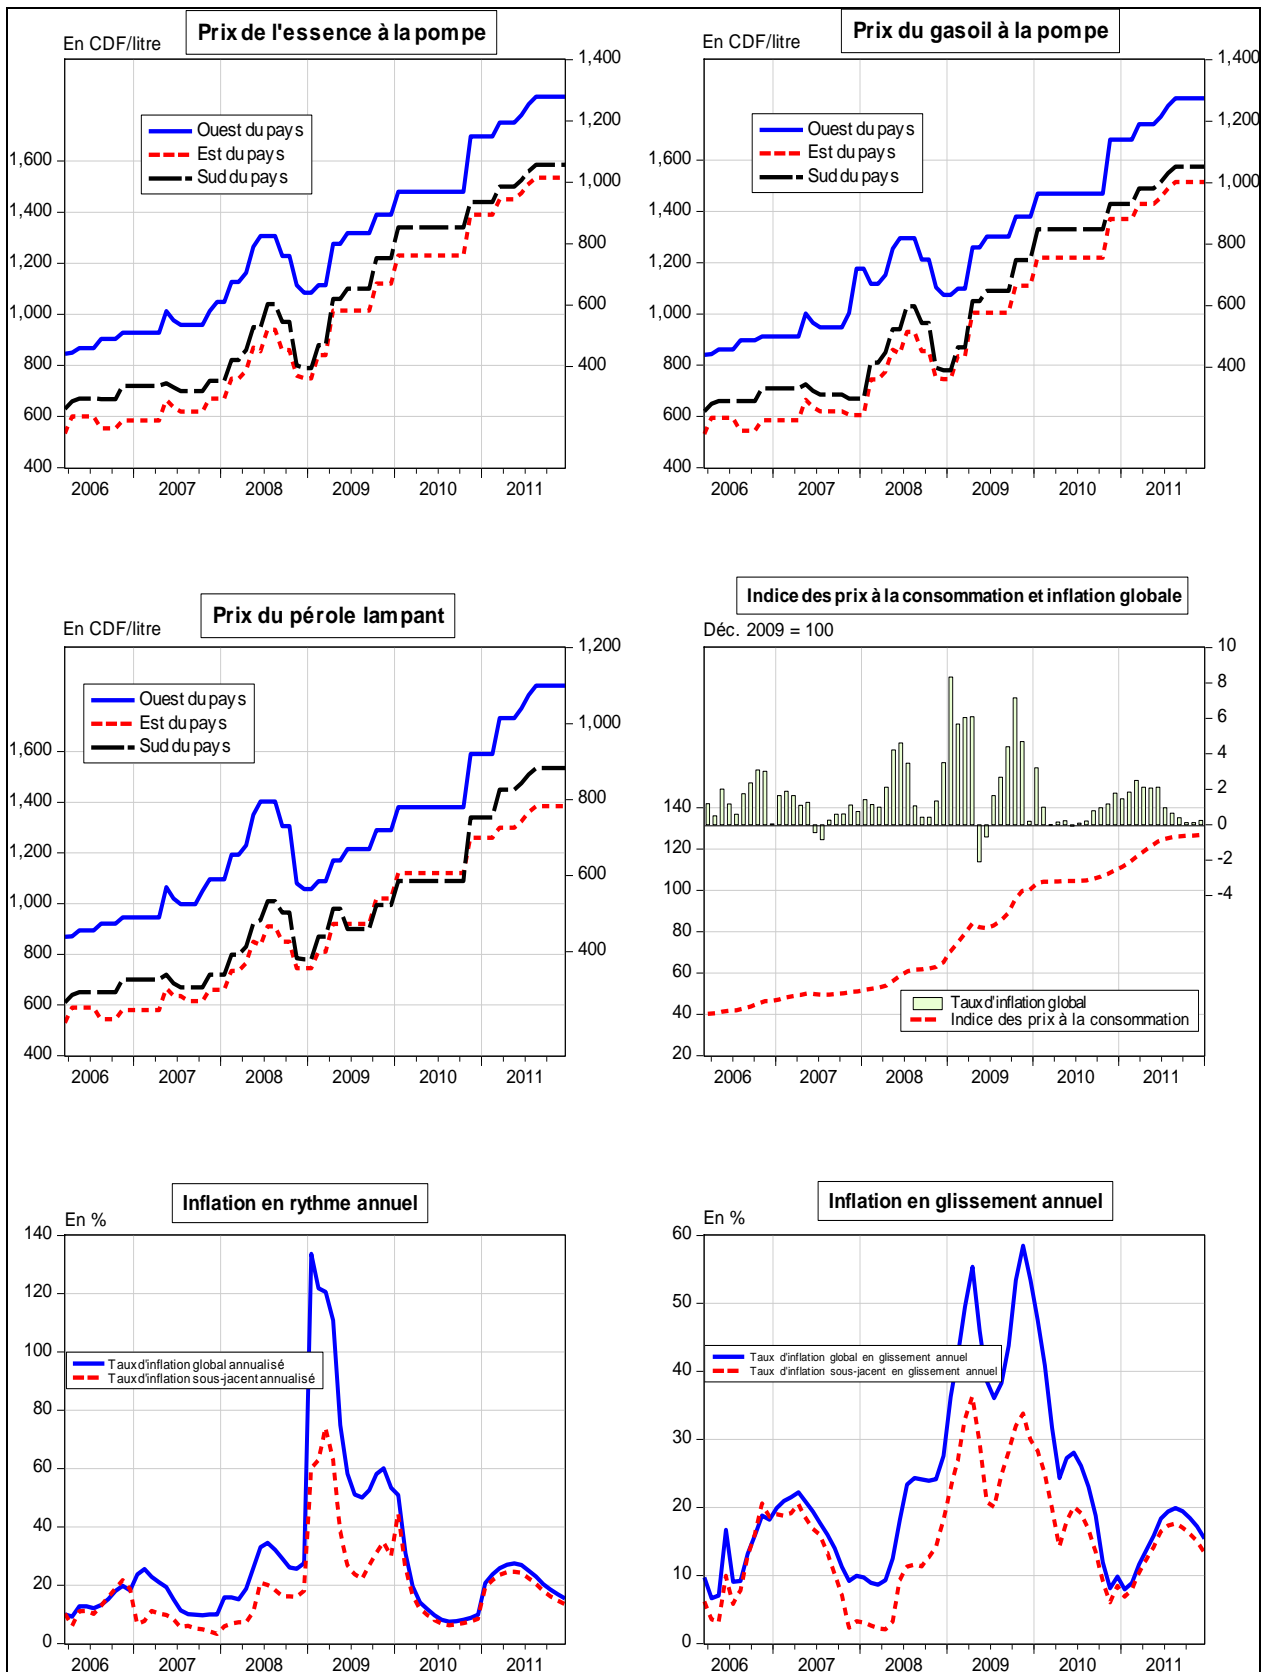 Prix de l'essence à la pompe
En CDF/litre
1,400
1,200
1,000
800
600
400
1,600
1,400
1,200
1,000
800
600
400
Ouest du pays
Est du pays
Sud du pays
2006 2007 2008 2009 2010 2011
Prix du gasoil à la pompe
En CDF/litre
1,400
1,200
1,000
800
600
400
1,600
1,400
1,200
1,000
800
600
400
Ouest du pays
Est du pays
Sud du pays
2006 2007 2008 2009 2010 2011
Prix du pérole lampant
En CDF/litre
1,200
1,000
800
600
400
1,600
1,400
1,200
1,000
800
600
400
Ouest du pays
Est du pays
Sud du pays
2006 2007 2008 2009 2010 2011
Indice des prix à la consommation et inflation globale
Déc. 2009 = 100
10
8
6
4
2
0
-2
-4
140
120
100
80
60
40
20
Taux d'inflation global
Indice des prix à la consommation
2006 2007 2008 2009 2010 2011
Inflation en rythme annuel
En %
140
120
100
80
60
40
20
0
Taux d'inflation global annualisé
Taux d'inflation sous-jacent annualisé
2006 2007 2008 2009 2010 2011
Inflation en glissement annuel
En %
60
50
40
30
20
10
0
Taux d'inflation global en glissement annuel
Taux d'inflation sous-jacent en glissement annuel
2006 2007 2008 2009 2010 2011